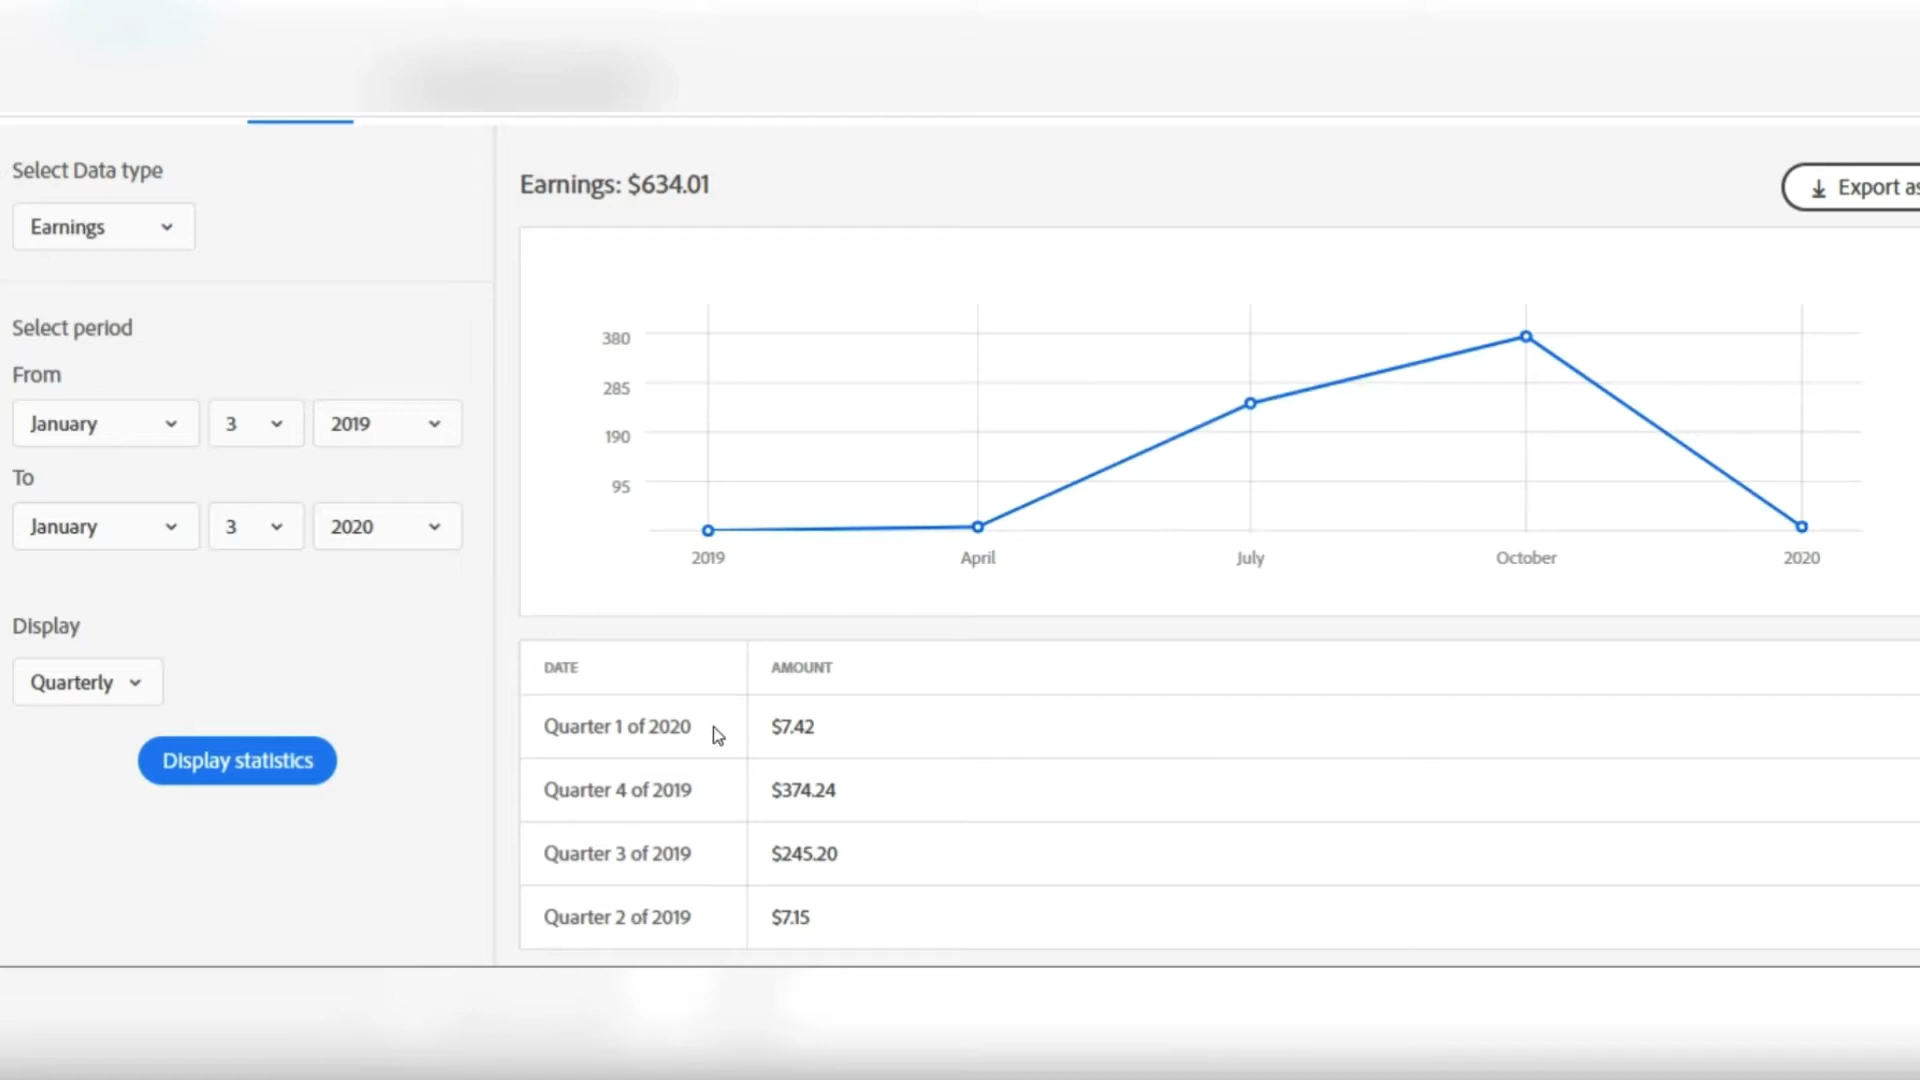 Select Data type
Earnings
Select period
From
January 3 2019
To
January 3 2020
Display
Quarterly
Display statistics
Earnings: $634.01
Export as
380
285
190
95
2019 April July October 2020
DATE AMOUNT
Quarter 1 of 2020 $7.42
Quarter 4 of 2019 $374.24
Quarter 3 of 2019 $245.20
Quarter 2 of 2019 $7.15